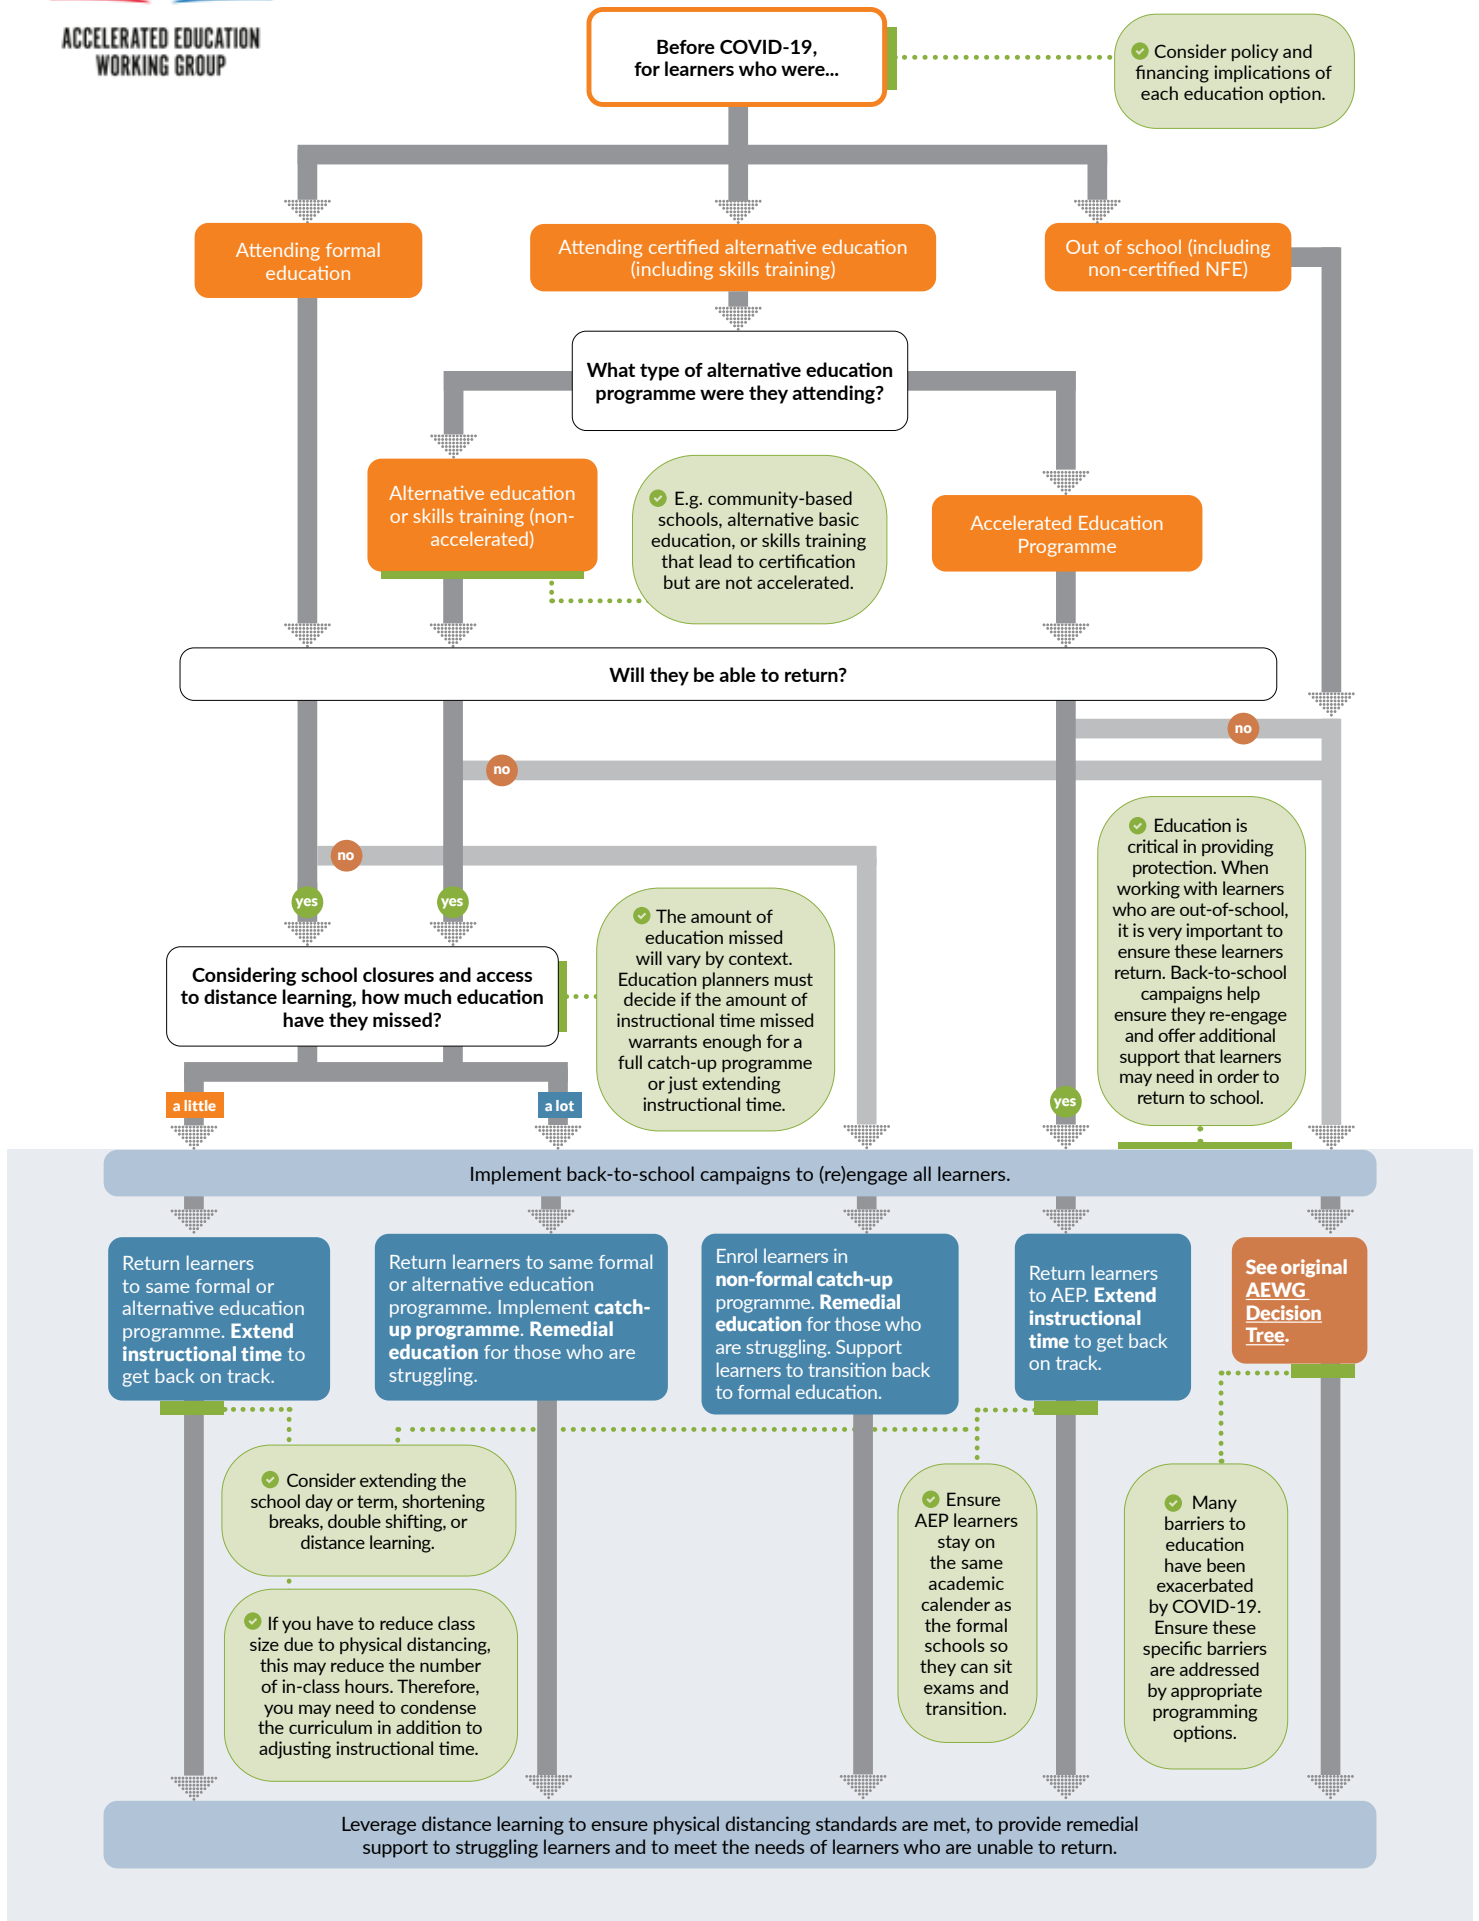 ACCELERATED EDUCATION
WORKING GROUP
Before COVID-19,
for learners who were...
Consider policy and
financing implications of
each education option.
Attending formal
education
Attending certified alternative education
(including skills training)
Out of school (including
non-certified NFE)
What type of alternative education
programme were they attending?
Alternative education
or skills training (non-
accelerated)
E.g. community-based
schools, alternative basic
education, or skills training
that lead to certification
but are not accelerated.
Accelerated Education
Programme
Will they be able to return?
no
no
no
yes
yes
Education is
critical in providing
protection. When
working with learners
who are out-of-school,
it is very important to
ensure these learners
return. Back-to-school
campaigns help
ensure they re-engage
and offer additional
support that learners
may need in order to
return to school.
The amount of
education missed
will vary by context.
Education planners must
decide if the amount of
instructional time missed
warrants enough for a
full catch-up programme
or just extending
instructional time.
Considering school closures and access
to distance learning, how much education
have they missed?
a little
a lot
yes
Implement back-to-school campaigns to (re)engage all learners.
Return learners
to same formal or
alternative education
programme. Extend
instructional time to
get back on track.
Return learners to same formal
or alternative education
programme. Implement catch-
up programme. Remedial
education for those who are
struggling.
Enrol learners in
non-formal catch-up
programme. Remedial
education for those who
are struggling. Support
learners to transition back
to formal education.
Return learners
to AEP. Extend
instructional
time to get back
on track.
See original
AEWG
Decision
Tree.
Consider extending the
school day or term, shortening
breaks, double shifting, or
distance learning.
If you have to reduce class
size due to physical distancing,
this may reduce the number
of in-class hours. Therefore,
you may need to condense
the curriculum in addition to
adjusting instructional time.
Ensure
AEP learners
stay on
the same
academic
calender as
the formal
schools so
they can sit
exams and
transition.
Many
barriers to
education
have been
exacerbated
by COVID-19.
Ensure these
specific barriers
are addressed
by appropriate
programming
options.
Leverage distance learning to ensure physical distancing standards are met, to provide remedial
support to struggling learners and to meet the needs of learners who are unable to return.